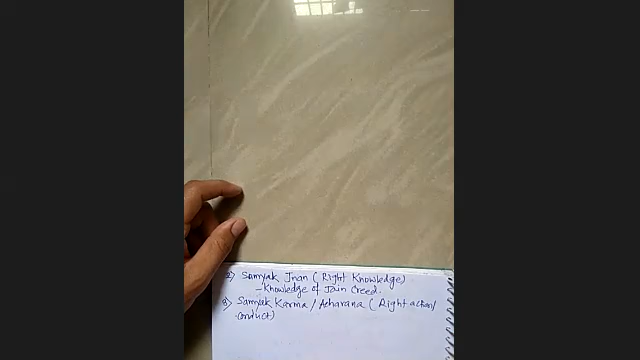 2) Samyak Jnan ( Right Knowledge)
- Knowledge of Jain Creed.
3) Samyak Karma / Acharana ( Right action/
conduct)